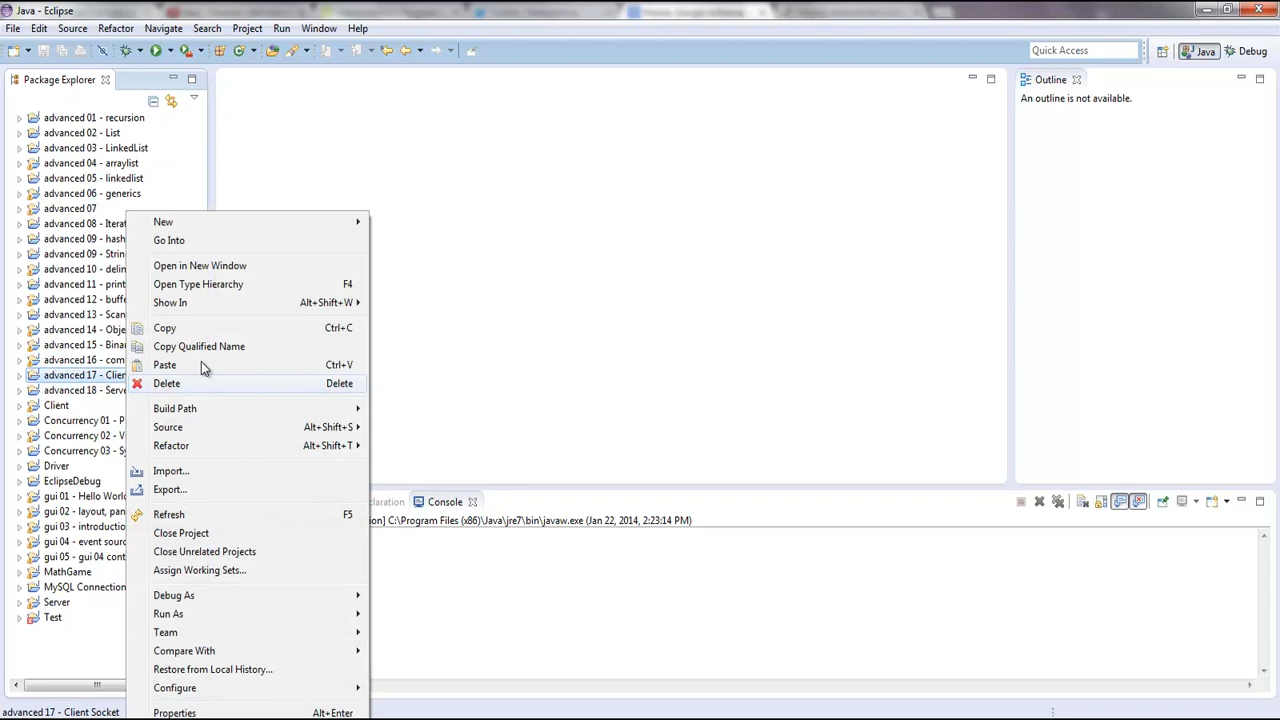 Java - Eclipse
File Edit Source Refactor Navigate Search Project Run Window Help
Quick Access Java Debug
Package Explorer
Outline
An outline is not available.
advanced 01 - recursion
advanced 02 - List
advanced 03 - LinkedList
advanced 04 - arraylist
advanced 05 - linkedlist
advanced 06 - generics
advanced 07
advanced 08 - Iterat
advanced 09 - hash
advanced 09 - String
advanced 10 - delin
advanced 11 - print
advanced 12 - buffe
advanced 13 - Scan
advanced 14 - Obje
advanced 15 - Binar
advanced 16 - com
advanced 17 - Clien
advanced 18 - Serve
Client
Concurrency 01 - P
Concurrency 02 - V
Concurrency 03 - Sy
Driver
EclipseDebug
gui 01 - Hello World
gui 02 - layout, pan
gui 03 - introductio
gui 04 - event sourc
gui 05 - gui 04 cont
MathGame
MySQL Connection
Server
Test
New
Go Into
Open in New Window
Open Type Hierarchy F4
Show In Alt+Shift+W
Copy Ctrl+C
Copy Qualified Name
Paste Ctrl+V
Delete Delete
Build Path
Source Alt+Shift+S
Refactor Alt+Shift+T
Import...
Export...
Refresh F5
Close Project
Close Unrelated Projects
Assign Working Sets...
Debug As
Run As
Team
Compare With
Restore from Local History...
Configure
Properties Alt+Enter
laration Console
on] C:\Program Files (x86)\Java\jre7\bin\javaw.exe (Jan 22, 2014, 2:23:14 PM)
advanced 17 - Client Socket